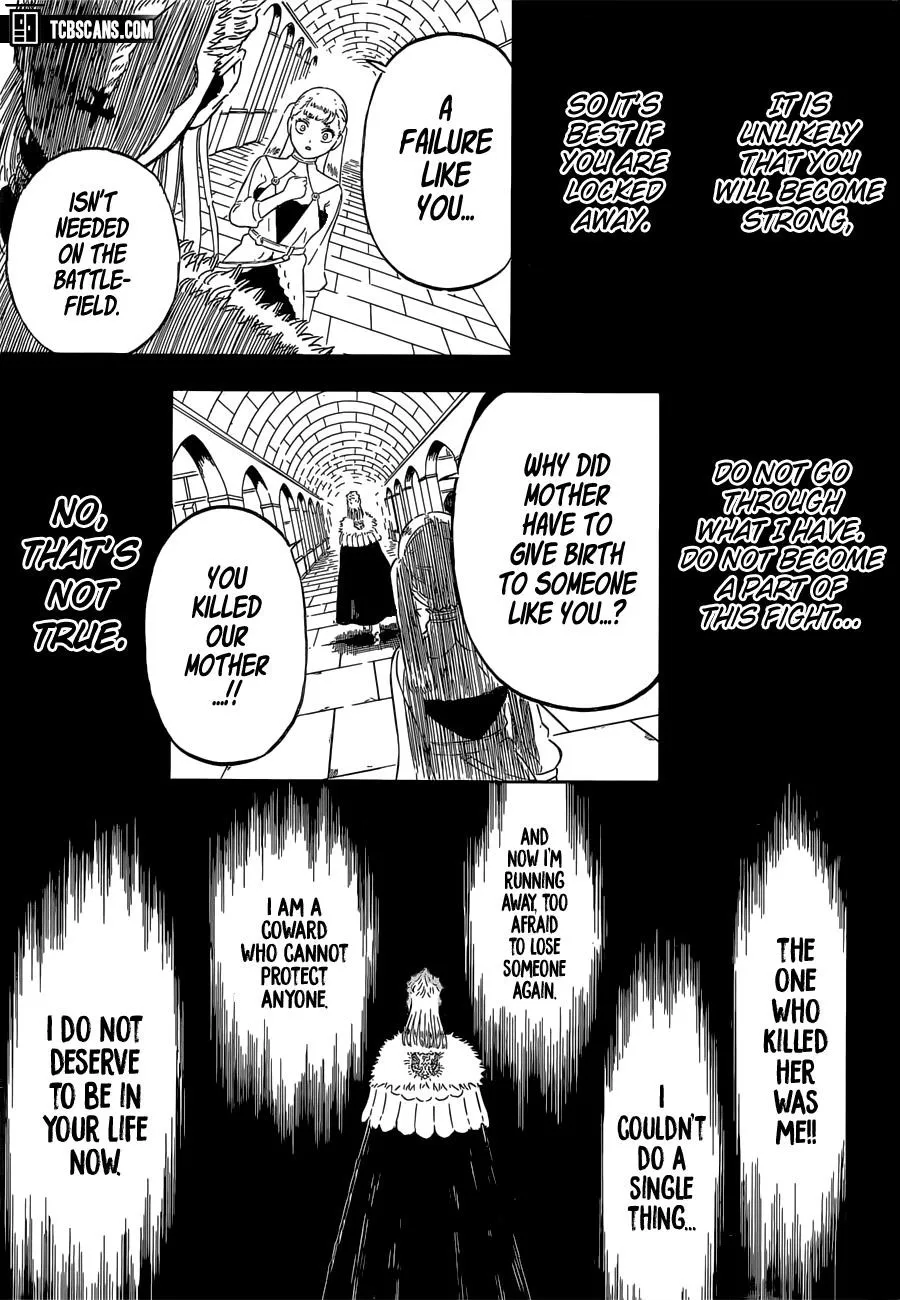 TCBSCANS.COM
IT IS
UNLIKELY
THAT YOU
WILL BECOME
STRONG,
SO IT'S
BEST IF
YOU ARE
LOCKED
AWAY.
A
FAILURE
LIKE
YOU...
ISN'T
NEEDED
ON THE
BATTLE-
FIELD.
DO NOT GO
THROUGH
WHAT I HAVE.
DO NOT BECOME
A PART OF
THIS FIGHT...
WHY DID
MOTHER
HAVE TO
GIVE BIRTH
TO SOMEONE
LIKE YOU...?
YOU
KILLED
OUR
MOTHER
...!!
NO,
THAT'S
NOT
TRUE.
THE
ONE
WHO
KILLED
HER
WAS
ME!!
I
COULDN'T
DO A
SINGLE
THING...
AND
NOW I'M
RUNNING
AWAY, TOO
AFRAID
TO LOSE
SOMEONE
AGAIN.
I AM A
COWARD
WHO CANNOT
PROTECT
ANYONE.
I DO NOT
DESERVE
TO BE IN
YOUR LIFE
NOW.